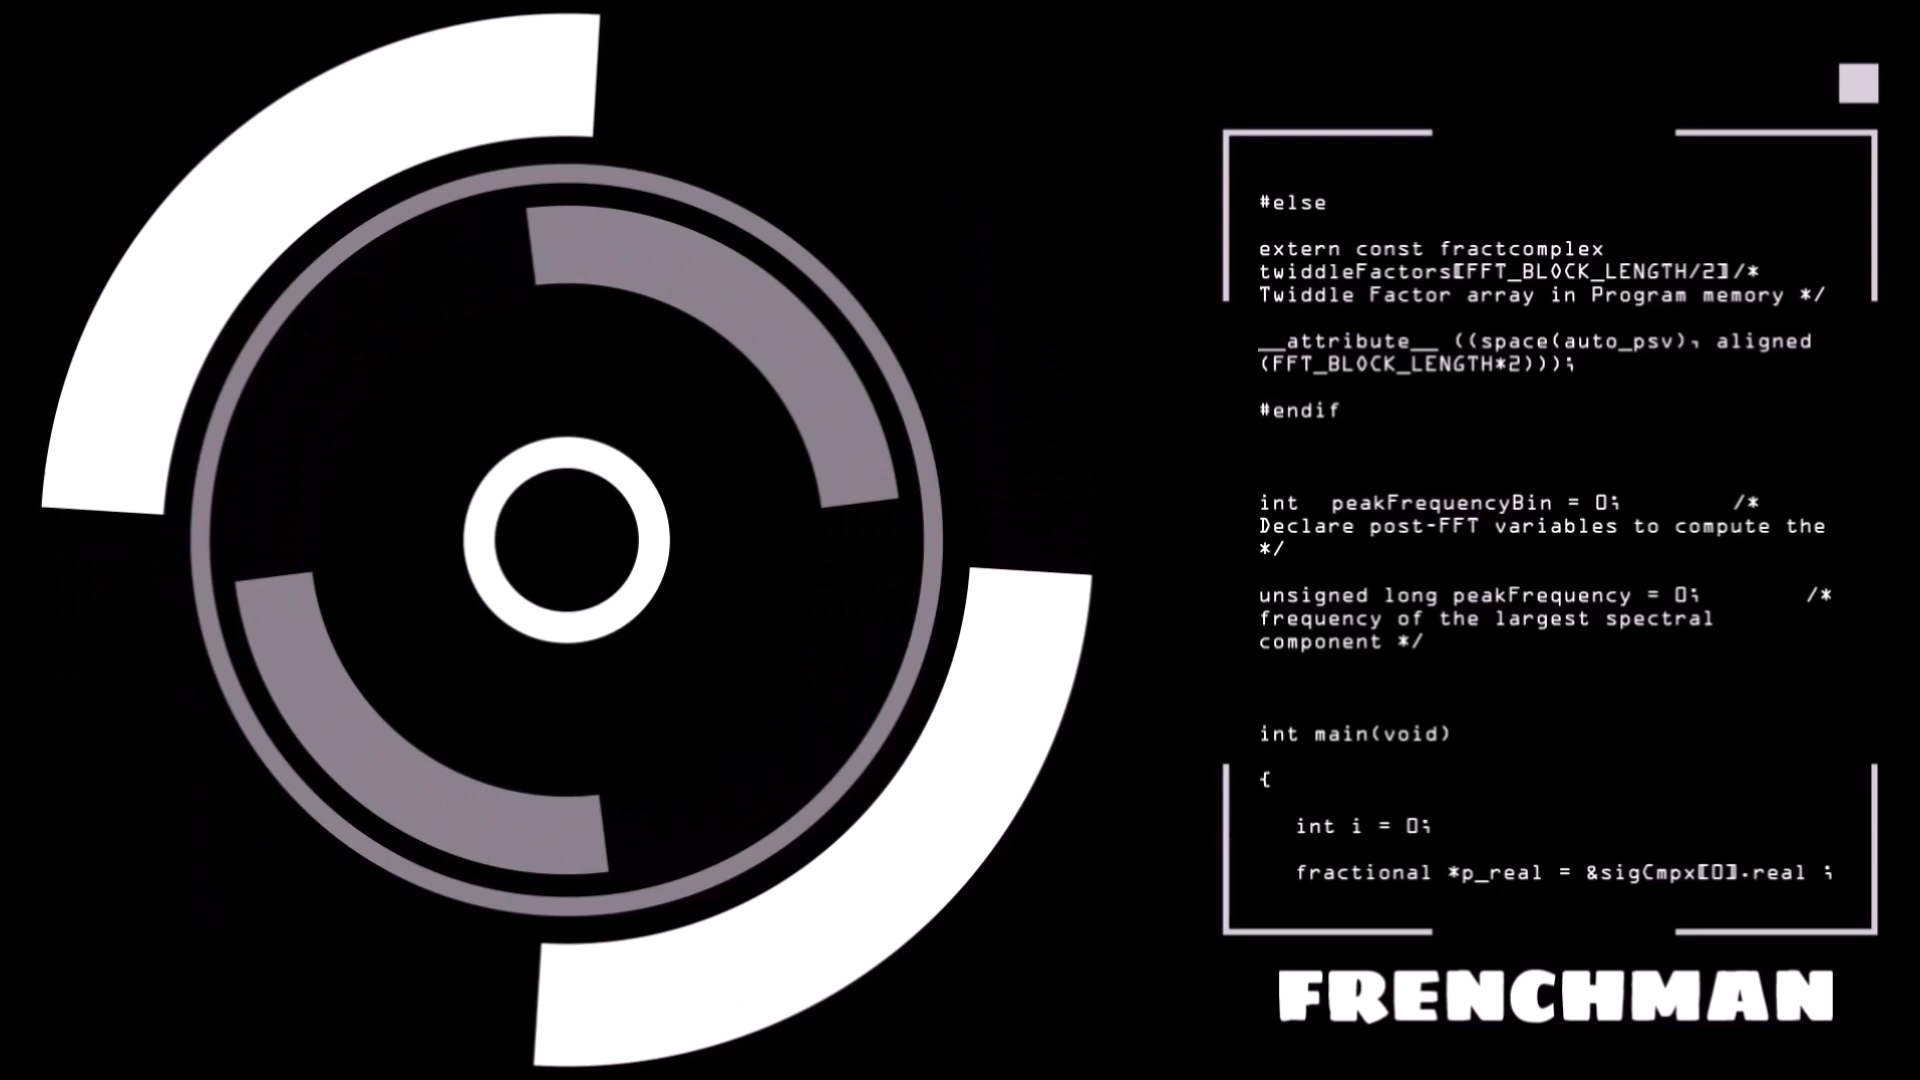 #else
extern const fractcomplex
twiddleFactors[FFT_BLOCK_LENGTH/2]/*
Twiddle Factor array in Program memory */
__attribute__ ((space(auto_psv), aligned
(FFT_BLOCK_LENGTH*2)));
#endif
int  peakFrequencyBin = 0;        /*
Declare post-FFT variables to compute the
*/
unsigned long peakFrequency = 0;        /*
frequency of the largest spectral
component */
int main(void)
{
int i = 0;
fractional *p_real = &sigCmpx[0].real ;
FRENCHMAN